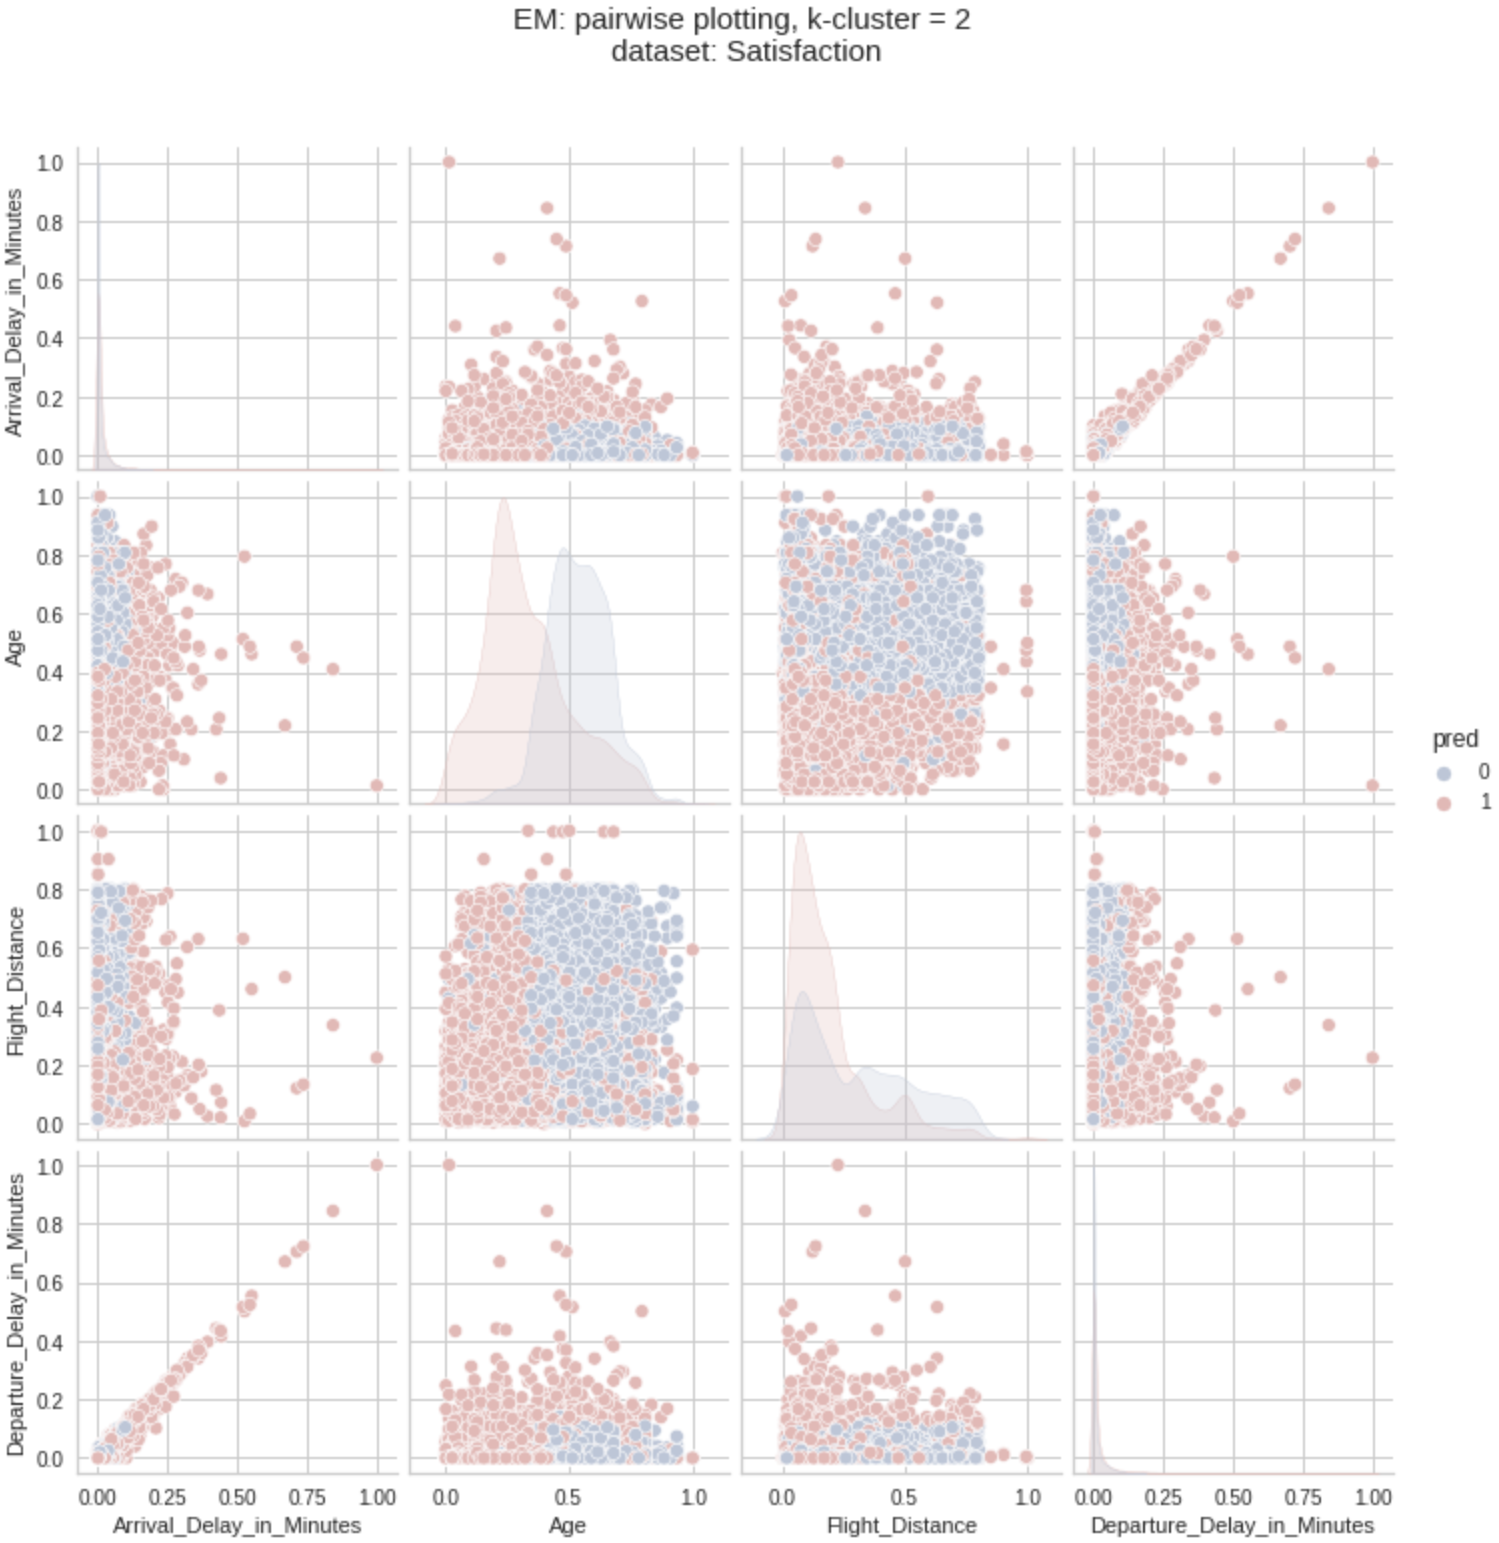 EM: pairwise plotting, k-cluster = 2
dataset: Satisfaction
1.0
0.8
0.6
0.4
0.2
0.0
Arrival_Delay_in_Minutes
1.0
0.8
0.6
0.4
0.2
0.0
Age
1.0
0.8
0.6
0.4
0.2
0.0
Flight_Distance
1.0
0.8
0.6
0.4
0.2
0.0
Departure_Delay_in_Minutes
0.00 0.25 0.50 0.75 1.00
Arrival_Delay_in_Minutes
0.0 0.5 1.0
Age
0.0 0.5 1.0
Flight_Distance
0.00 0.25 0.50 0.75 1.00
Departure_Delay_in_Minutes
pred
0
1